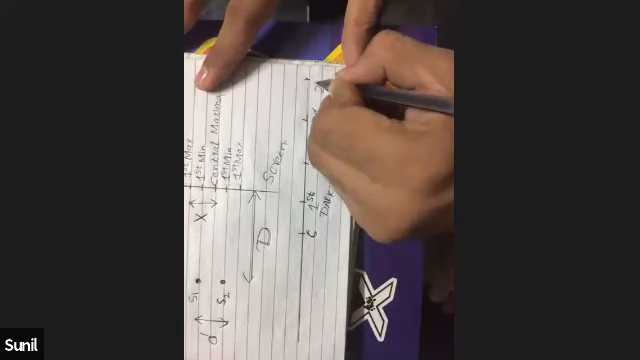 1st Max
1st Min
Central Maxima
1st Min
1st Max
Screen
X
D
S1
S2
d
C
1st
DARK
Sunil